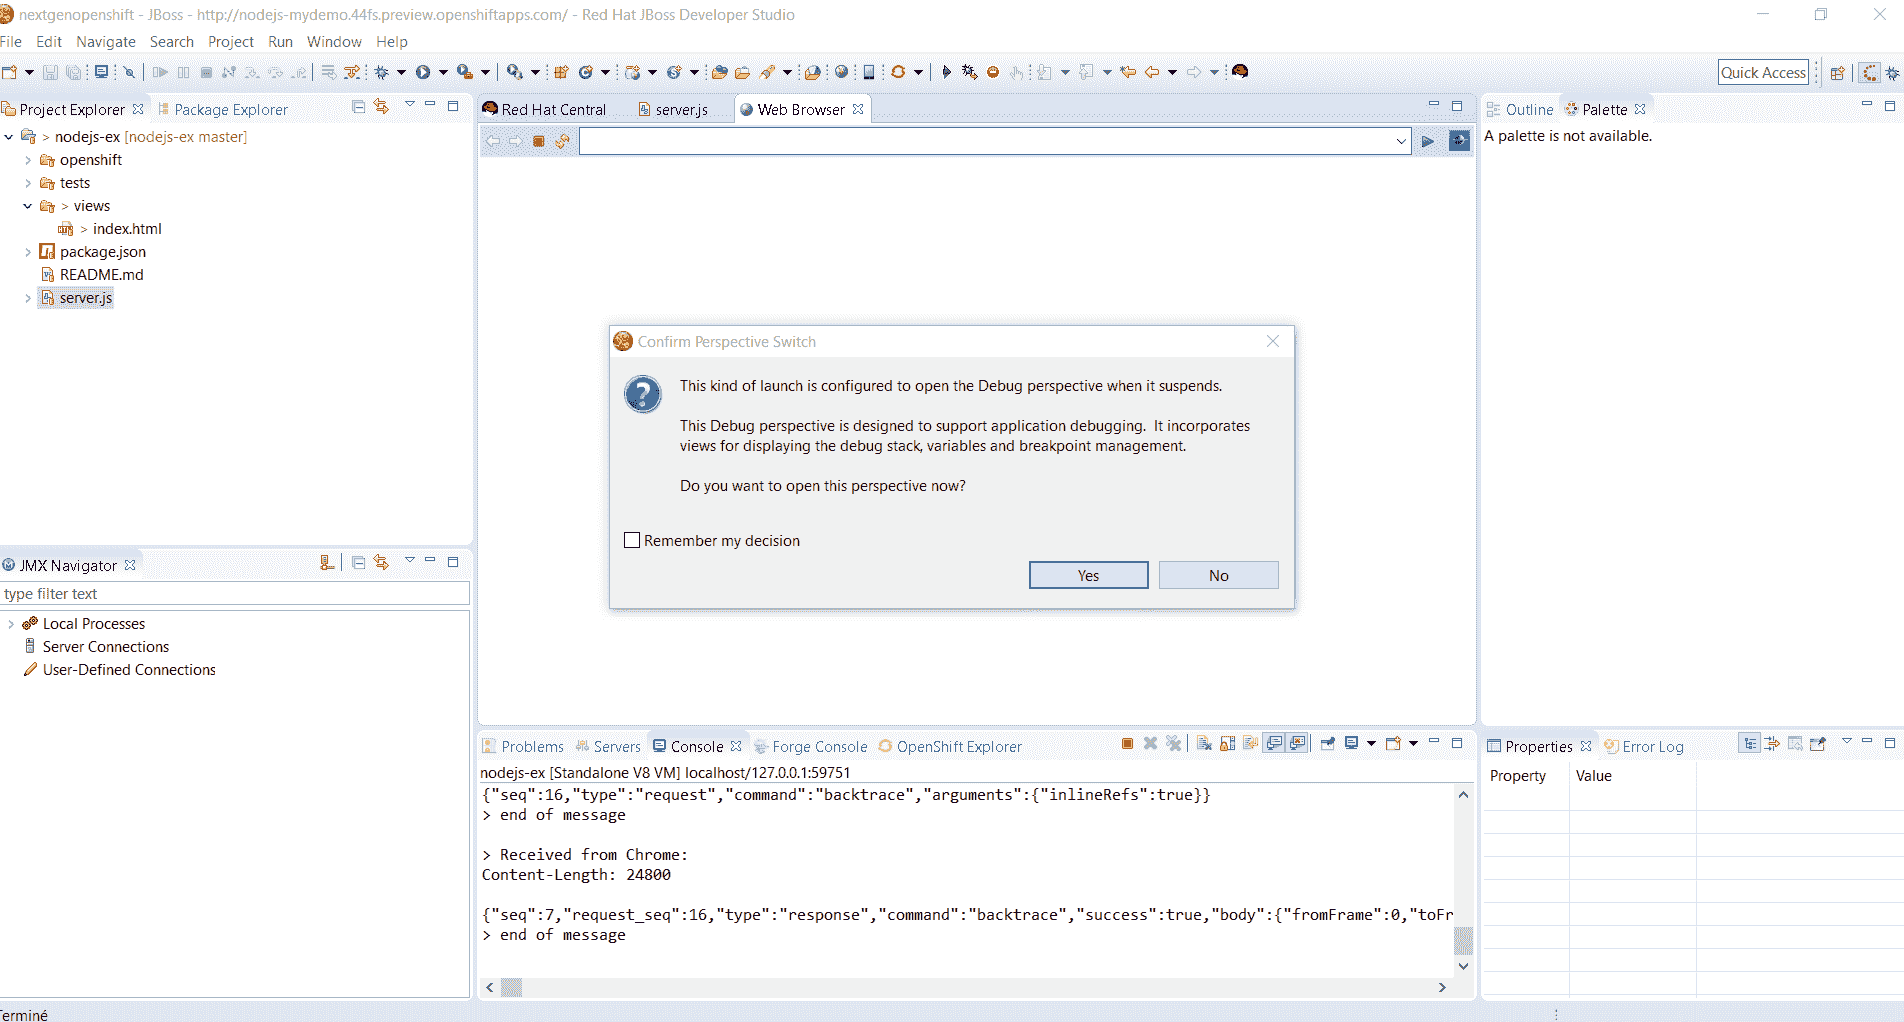 nextgenopenshift - JBoss - http://nodejs-mydemo.44fs.preview.openshiftapps.com/ - Red Hat JBoss Developer Studio
File Edit Navigate Search Project Run Window Help
Quick Access
Project Explorer Package Explorer
> nodejs-ex [nodejs-ex master]
openshift
tests
> views
> index.html
package.json
README.md
server.js
Red Hat Central server.js Web Browser
Outline Palette
A palette is not available.
Confirm Perspective Switch
This kind of launch is configured to open the Debug perspective when it suspends.
This Debug perspective is designed to support application debugging. It incorporates
views for displaying the debug stack, variables and breakpoint management.
Do you want to open this perspective now?
Remember my decision
Yes No
JMX Navigator
type filter text
Local Processes
Server Connections
User-Defined Connections
Problems Servers Console Forge Console OpenShift Explorer
nodejs-ex [Standalone V8 VM] localhost/127.0.0.1:59751
{"seq":16,"type":"request","command":"backtrace","arguments":{"inlineRefs":true}}
> end of message
> Received from Chrome:
Content-Length: 24800
{"seq":7,"request_seq":16,"type":"response","command":"backtrace","success":true,"body":{"fromFrame":0,"toFr
> end of message
Properties Error Log
Property Value
Terminé